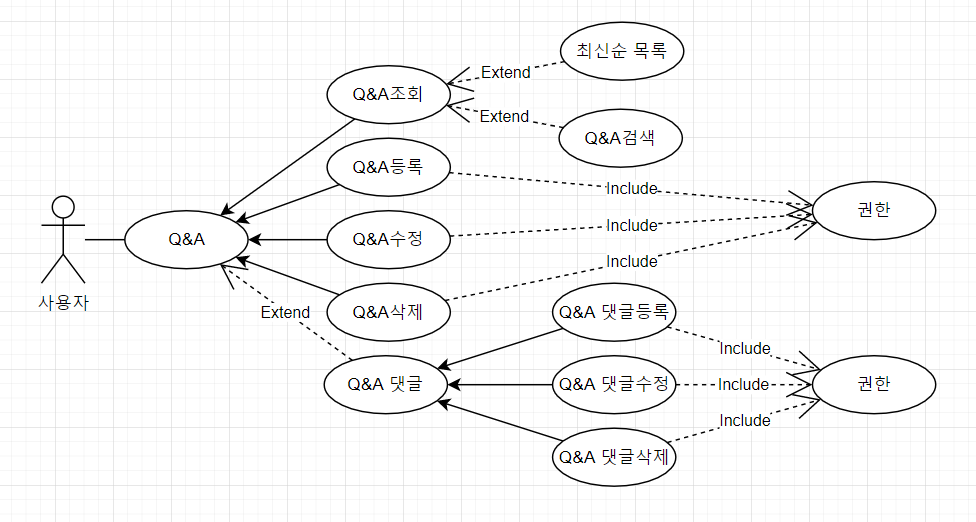 최신순 목록
Extend
Q&A조회
Extend
Q&A검색
Q&A등록
Include
권한
Q&A
Q&A수정
Include
Include
사용자
Extend
Q&A삭제
Q&A 댓글등록
Include
Q&A 댓글
Q&A 댓글수정
Include
권한
Include
Q&A 댓글삭제